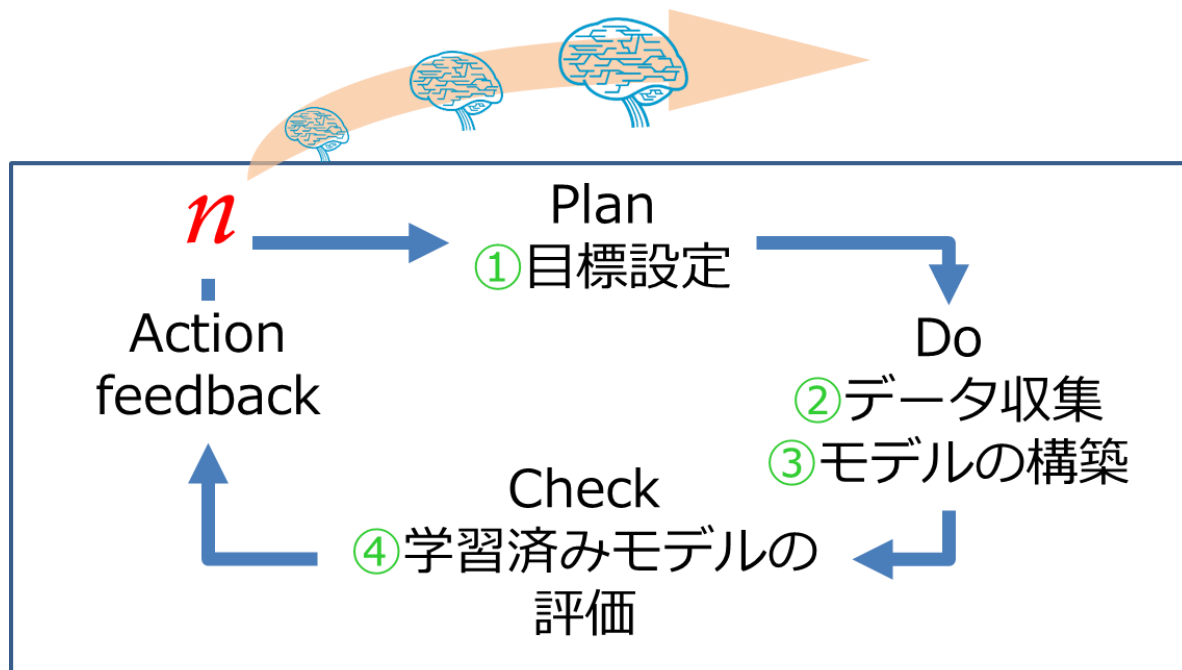 n
Plan
①目標設定
Do
②データ収集
③モデルの構築
Check
④学習済みモデルの
評価
Action
feedback